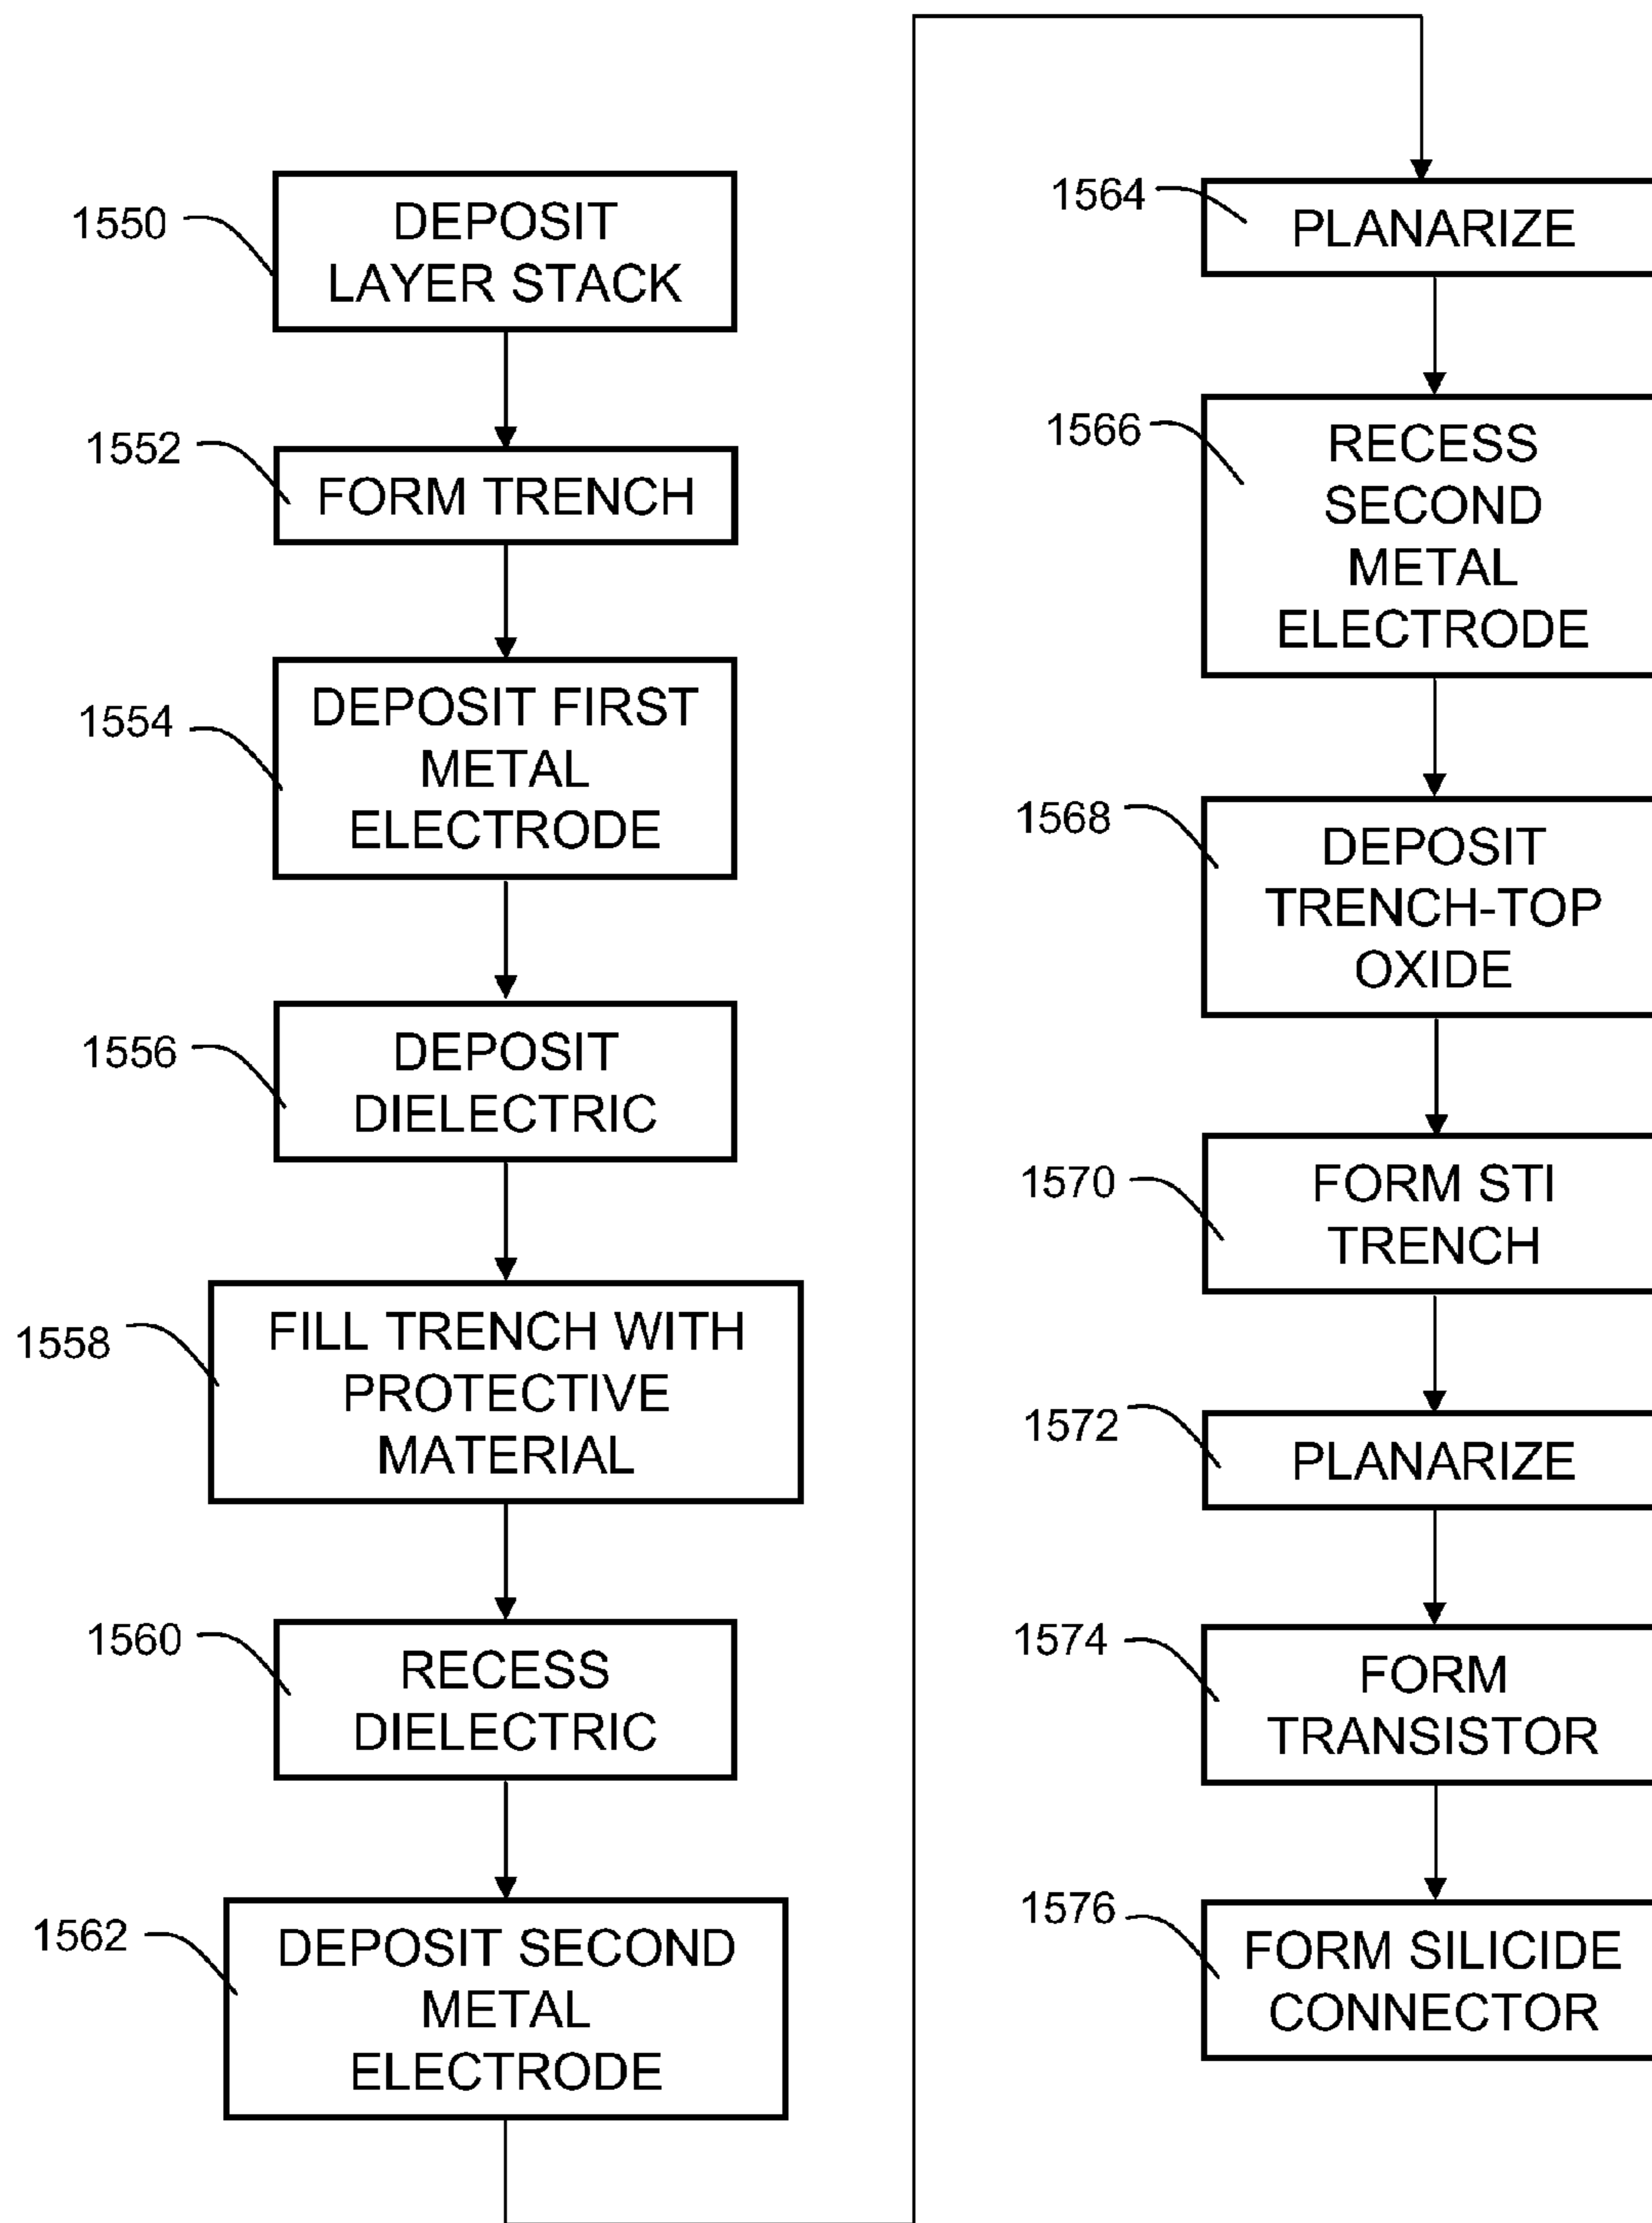 1550
DEPOSIT
LAYER STACK
1552
FORM TRENCH
1554
DEPOSIT FIRST
METAL
ELECTRODE
1556
DEPOSIT
DIELECTRIC
1558
FILL TRENCH WITH
PROTECTIVE
MATERIAL
1560
RECESS
DIELECTRIC
1562
DEPOSIT SECOND
METAL
ELECTRODE
1564
PLANARIZE
1566
RECESS
SECOND
METAL
ELECTRODE
1568
DEPOSIT
TRENCH-TOP
OXIDE
1570
FORM STI
TRENCH
1572
PLANARIZE
1574
FORM
TRANSISTOR
1576
FORM SILICIDE
CONNECTOR